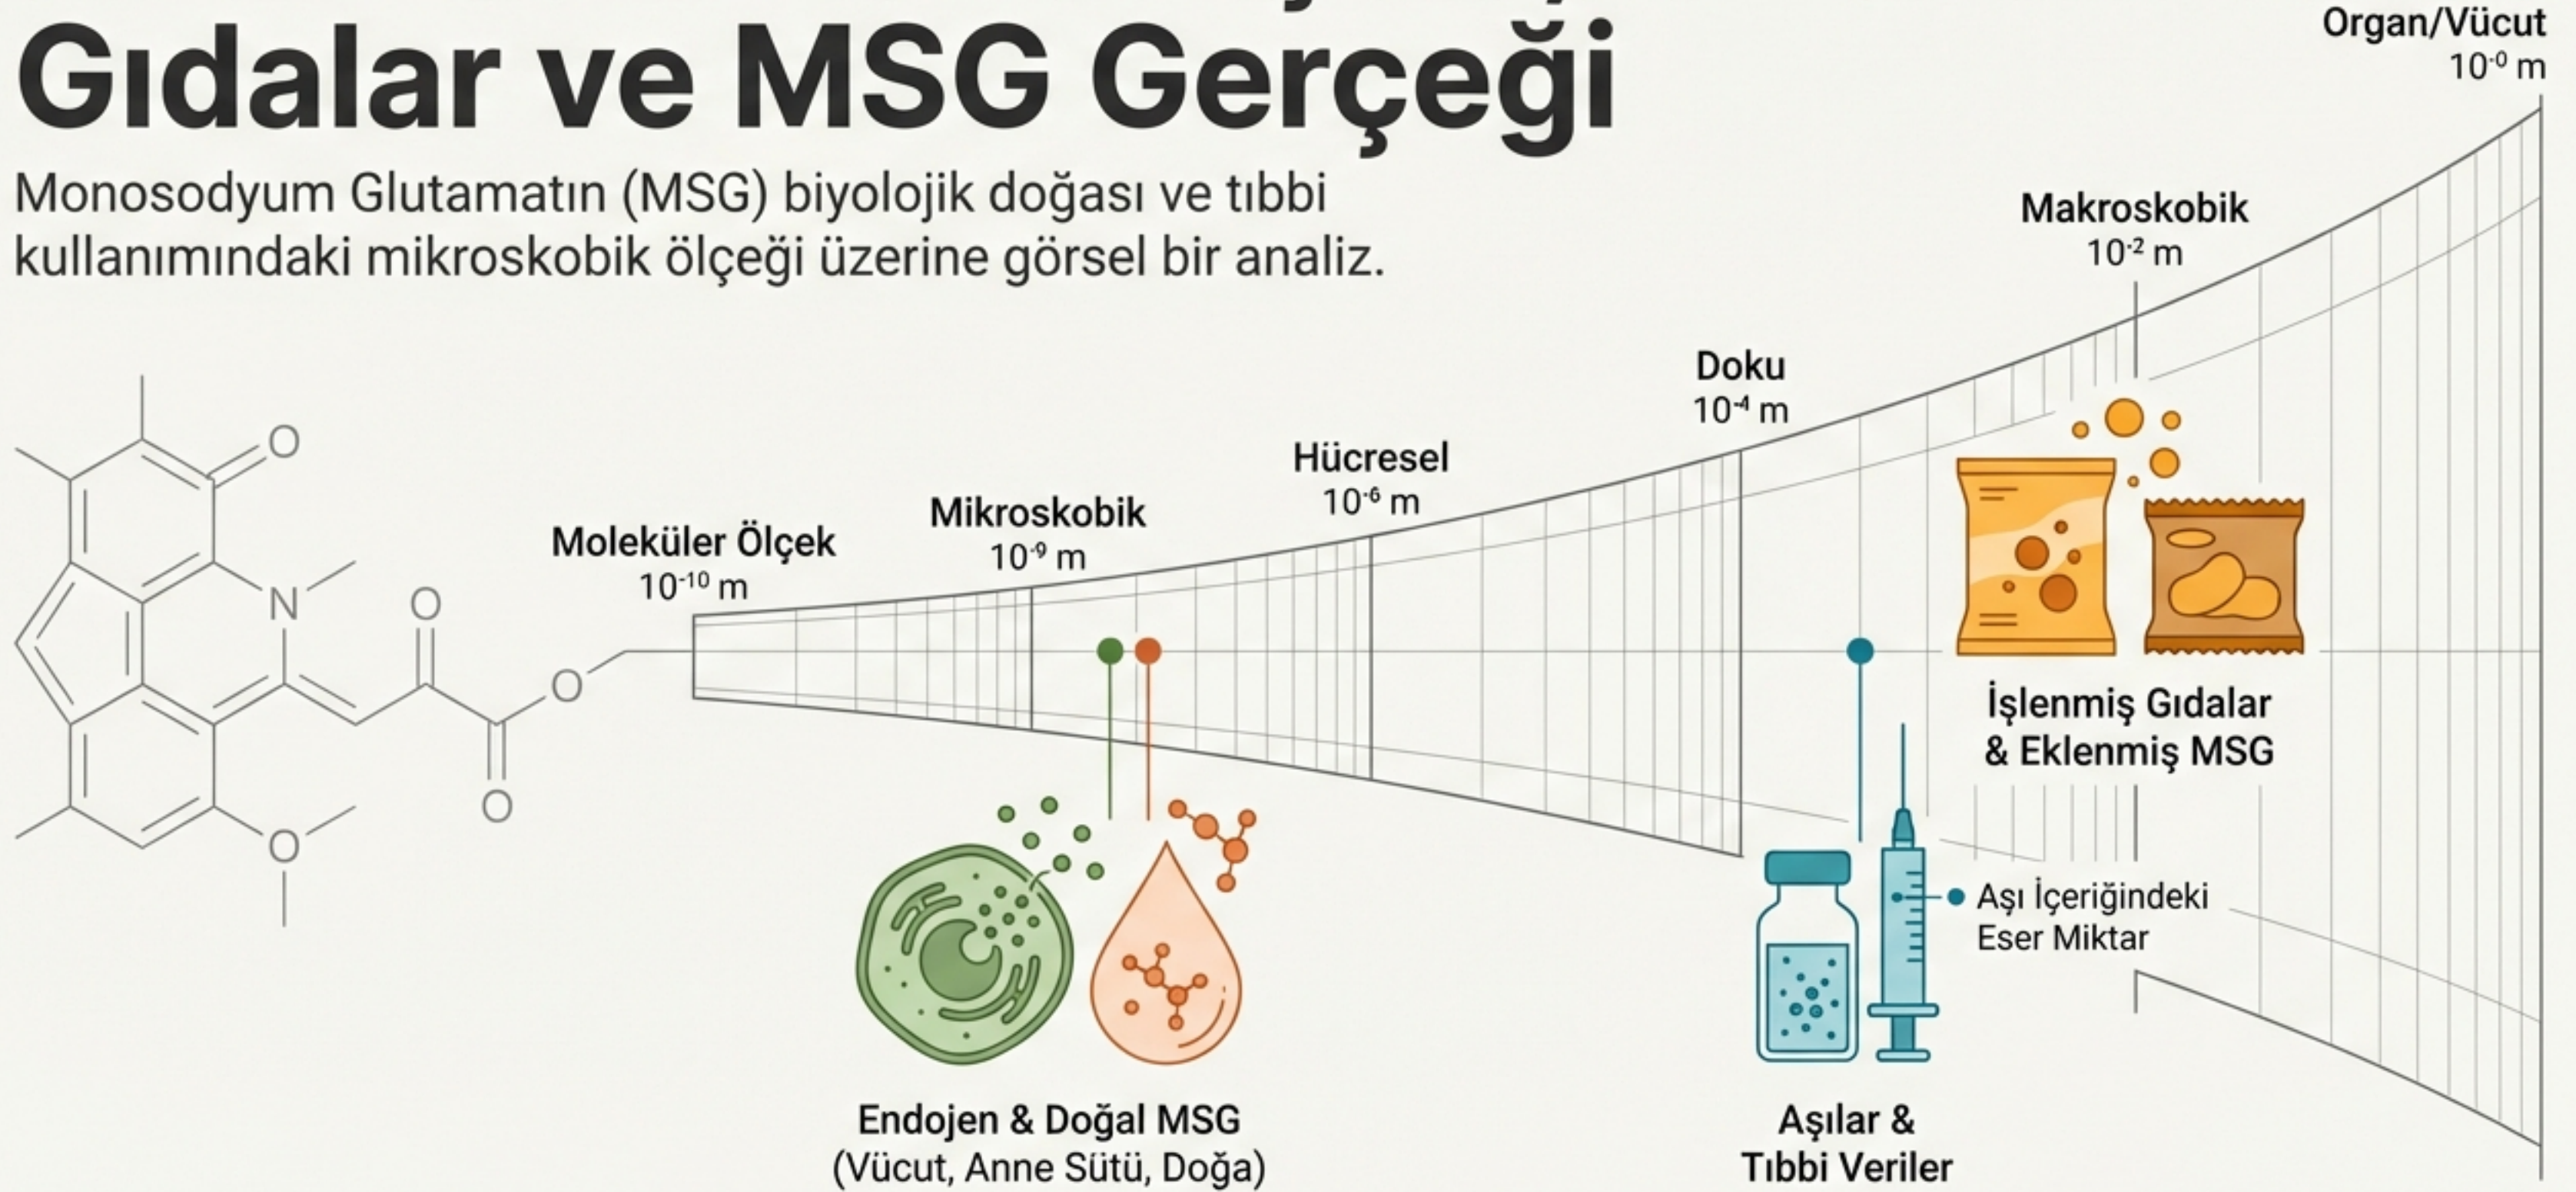 Gıdalar ve MSG Gerçeği
Monosodyum Glutamatın (MSG) biyolojik doğası ve tıbbi
kullanımındaki mikroskobik ölçeği üzerine görsel bir analiz.
Organ/Vücut
10⁻⁰ m
Makroskobik
10⁻² m
Doku
10⁻⁴ m
Hücresel
10⁻⁶ m
Mikroskobik
10⁻⁹ m
Moleküler Ölçek
10⁻¹⁰ m
O
N
O
O
O
O
İşlenmiş Gıdalar
& Eklenmiş MSG
Aşı İçeriğindeki
Eser Miktar
Endojen & Doğal MSG
(Vücut, Anne Sütü, Doğa)
Aşılar &
Tıbbi Veriler